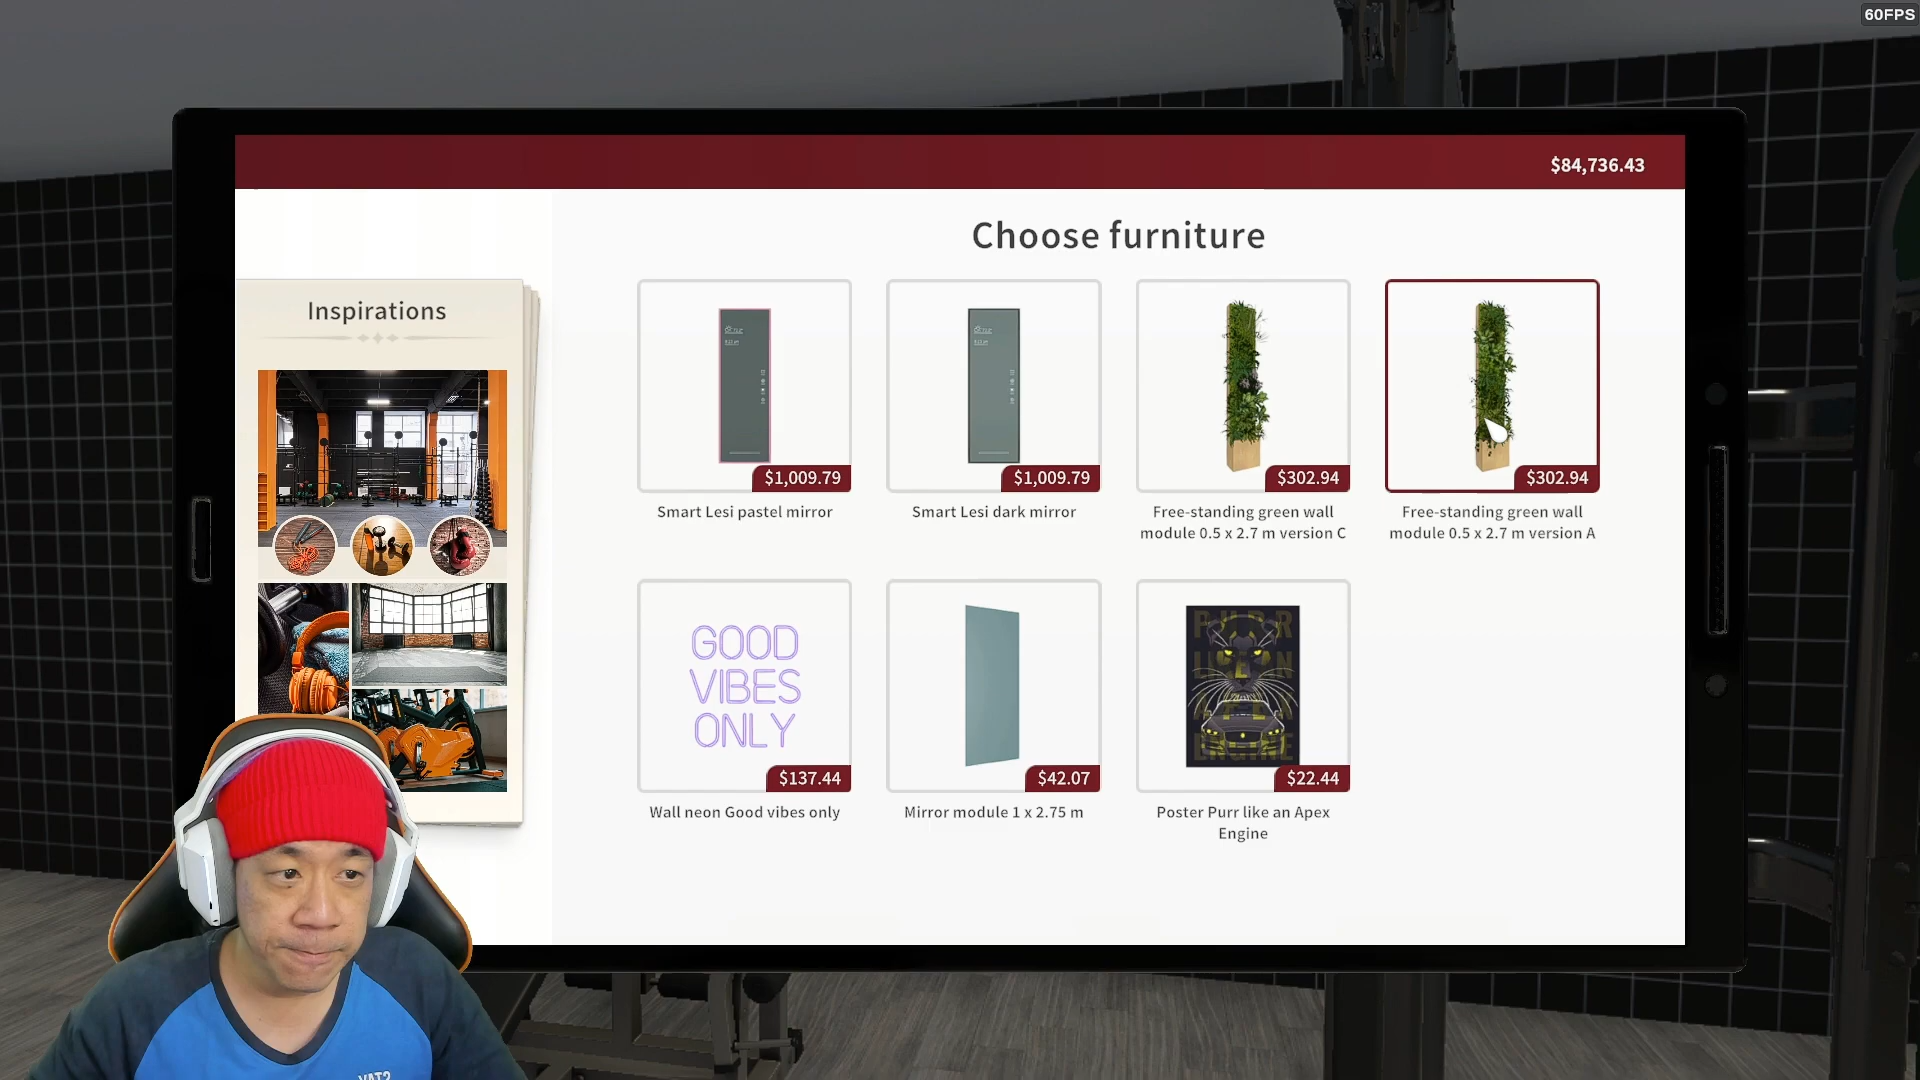 60FPS
$84,736.43
Choose furniture
Inspirations
$1,009.79
$1,009.79
$302.94
$302.94
Smart Lesi pastel mirror
Smart Lesi dark mirror
Free-standing green wall
module 0.5 x 2.7 m version C
Free-standing green wall
module 0.5 x 2.7 m version A
GOOD
VIBES
ONLY
$137.44
$42.07
$22.44
Wall neon Good vibes only
Mirror module 1 x 2.75 m
Poster Purr like an Apex
Engine